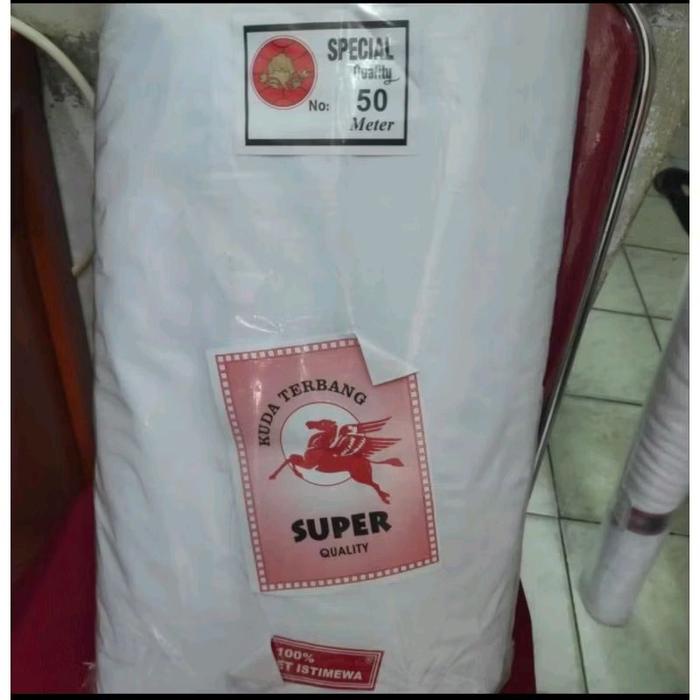 SPECIAL
Quality
No: 50
Meter
KUDA TERBANG
SUPER
QUALITY
100%
ISTIMEWA